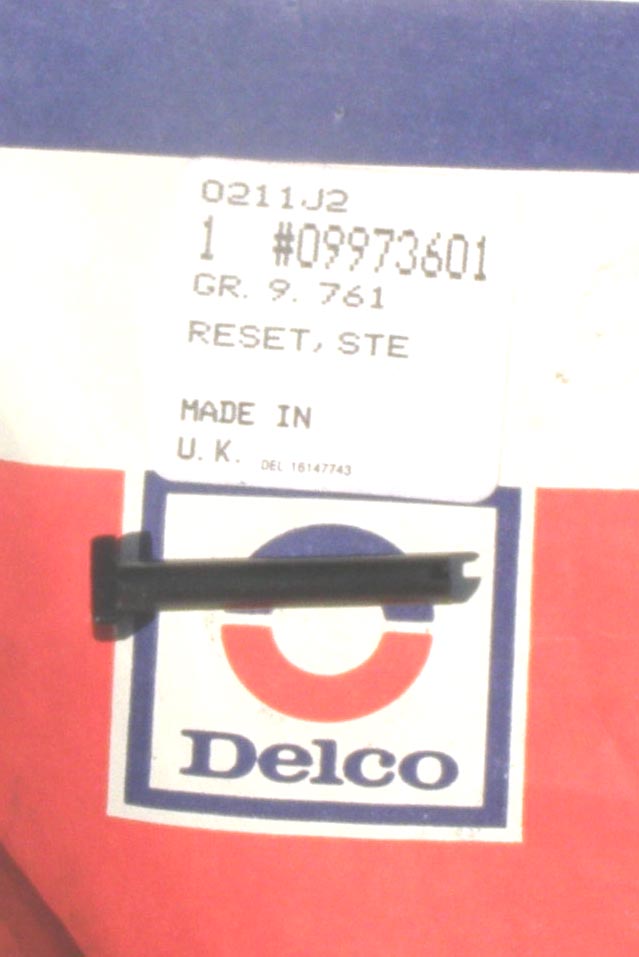 0211J2
1 #09973601
GR. 9. 761
RESET, STE
MADE IN
U. K. DEL 16147743
Delco